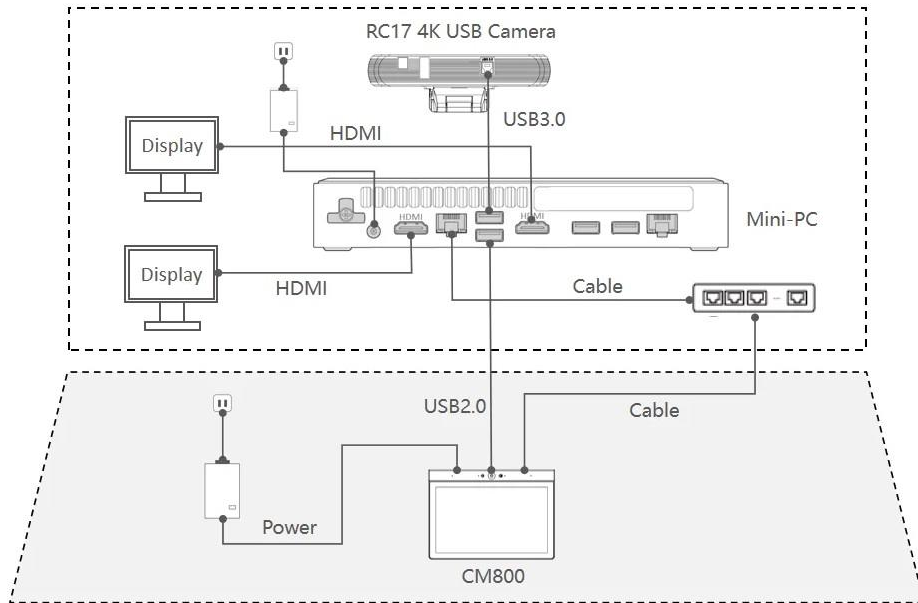 RC17 4K USB Camera
USB3.0
HDMI
Display
HDMI
HDMI
Mini-PC
Display
HDMI
Cable
USB2.0
Cable
Power
CM800